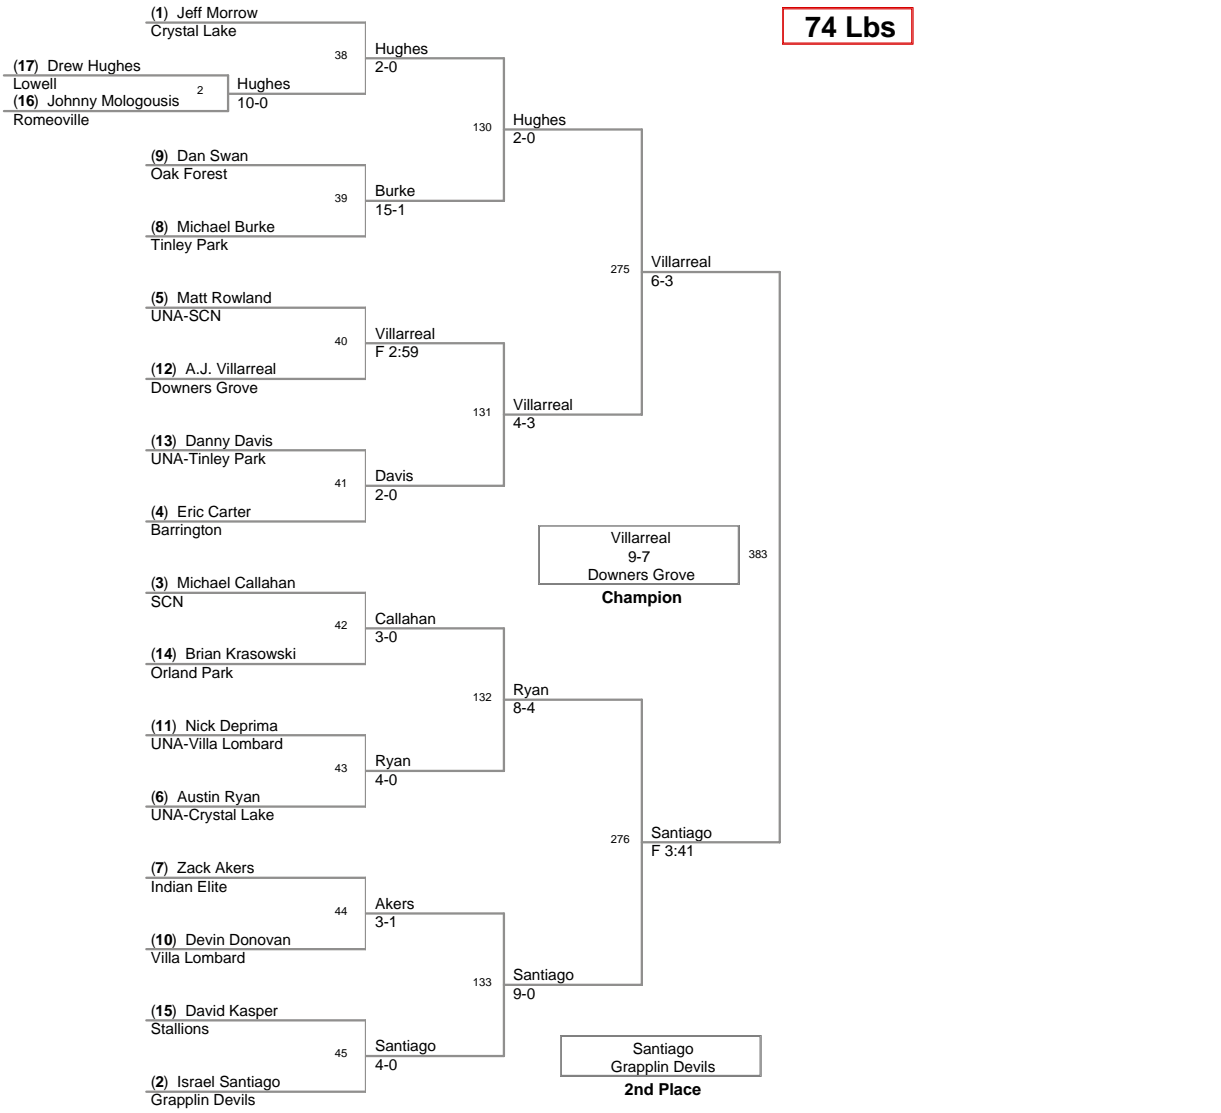 (1) Jeff Morrow
Crystal Lake
74 Lbs
38
Hughes
2-0
(17) Drew Hughes
Lowell
2
Hughes
10-0
(16) Johnny Mologousis
Romeoville
130
Hughes
2-0
(9) Dan Swan
Oak Forest
39
Burke
15-1
(8) Michael Burke
Tinley Park
275
Villarreal
6-3
(5) Matt Rowland
UNA-SCN
40
Villarreal
F 2:59
(12) A.J. Villarreal
Downers Grove
131
Villarreal
4-3
(13) Danny Davis
UNA-Tinley Park
41
Davis
2-0
(4) Eric Carter
Barrington
Villarreal
9-7
Downers Grove
Champion
383
(3) Michael Callahan
SCN
42
Callahan
3-0
(14) Brian Krasowski
Orland Park
132
Ryan
8-4
(11) Nick Deprima
UNA-Villa Lombard
43
Ryan
4-0
(6) Austin Ryan
UNA-Crystal Lake
276
Santiago
F 3:41
(7) Zack Akers
Indian Elite
44
Akers
3-1
(10) Devin Donovan
Villa Lombard
133
Santiago
9-0
(15) David Kasper
Stallions
45
Santiago
4-0
(2) Israel Santiago
Grapplin Devils
Santiago
Grapplin Devils
2nd Place